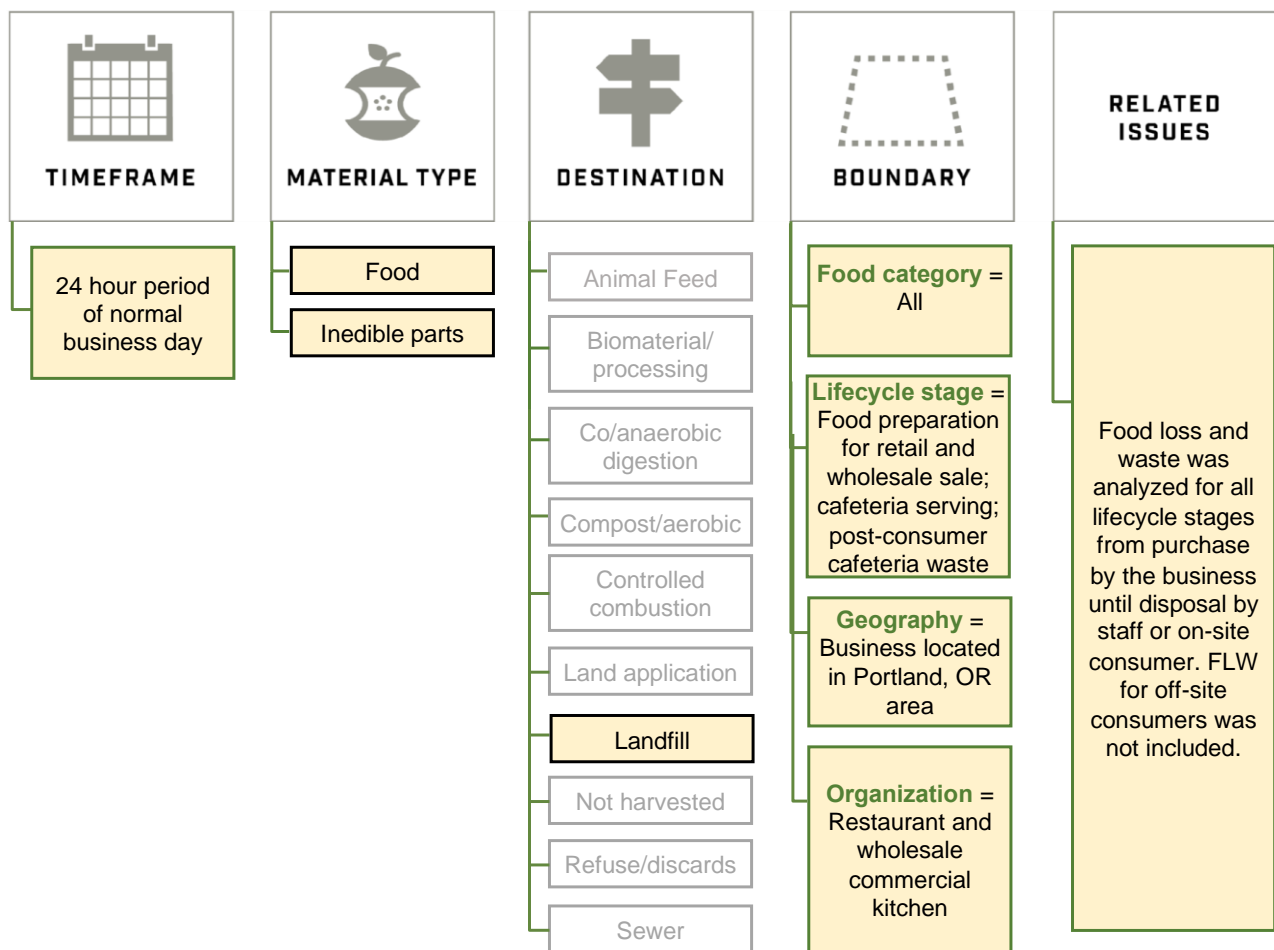 TIMEFRAME
24 hour period
of normal
business day
MATERIAL TYPE
Food
Inedible parts
DESTINATION
Animal Feed
Biomaterial/
processing
Co/anaerobic
digestion
Compost/aerobic
Controlled
combustion
Land application
Landfill
Not harvested
Refuse/discards
Sewer
BOUNDARY
Food category =
All
Lifecycle stage =
Food preparation
for retail and
wholesale sale;
cafeteria serving;
post-consumer
cafeteria waste
Geography =
Business located
in Portland, OR
area
Organization =
Restaurant and
wholesale
commercial
kitchen
RELATED
ISSUES
Food loss and
waste was
analyzed for all
lifecycle stages
from purchase
by the business
until disposal by
staff or on-site
consumer. FLW
for off-site
consumers was
not included.